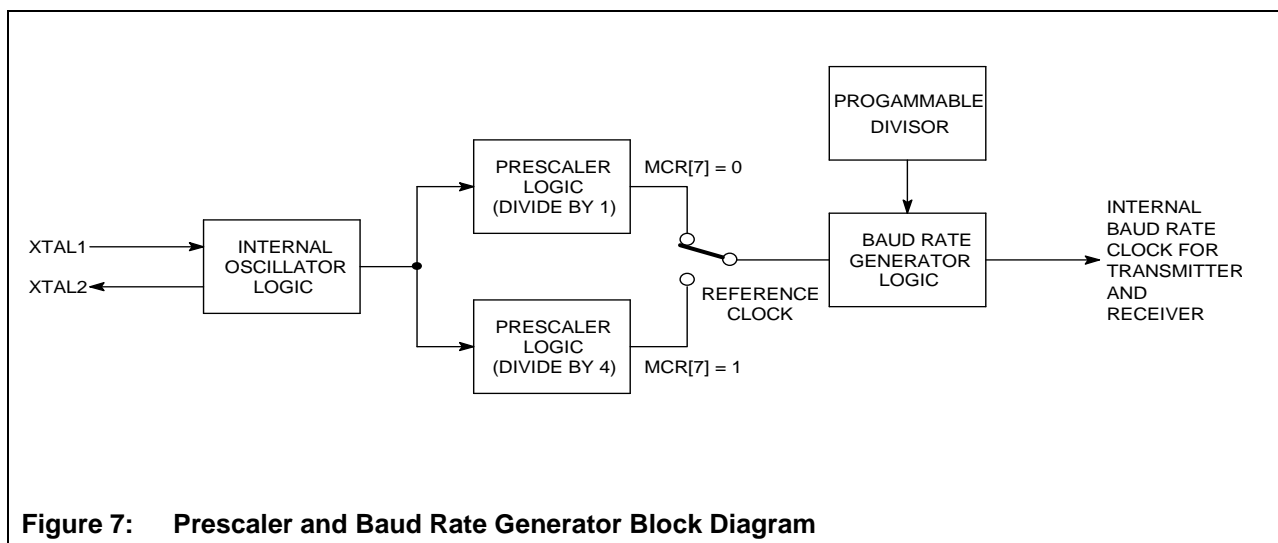 PROGAMMABLE
DIVISOR
PRESCALER
LOGIC
(DIVIDE BY 1)
MCR[7] = 0
XTAL1
XTAL2
INTERNAL
OSCILLATOR
LOGIC
BAUD RATE
GENERATOR
LOGIC
INTERNAL
BAUD RATE
CLOCK FOR
TRANSMITTER
AND
RECEIVER
REFERENCE
CLOCK
PRESCALER
LOGIC
(DIVIDE BY 4)
MCR[7] = 1
Figure 7: Prescaler and Baud Rate Generator Block Diagram